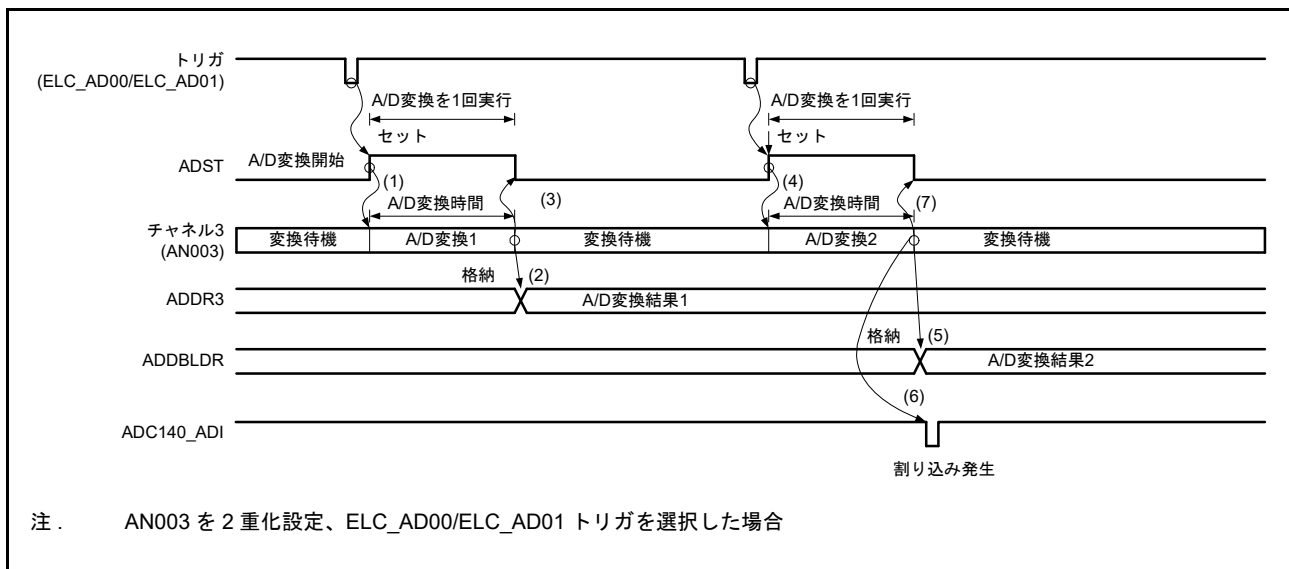 トリガ
(ELC_AD00/ELC_AD01)
A/D変換を1回実行
A/D変換を1回実行
セット
セット
ADST
A/D変換開始
(1)
(3)
(4)
(7)
A/D変換時間
A/D変換時間
チャネル3
(AN003)
変換待機
A/D変換1
変換待機
A/D変換2
変換待機
格納
(2)
ADDR3
A/D変換結果1
格納
(5)
ADDBLDR
A/D変換結果2
(6)
ADC140_ADI
割り込み発生
注 . AN003 を 2 重化設定、ELC_AD00/ELC_AD01 トリガを選択した場合